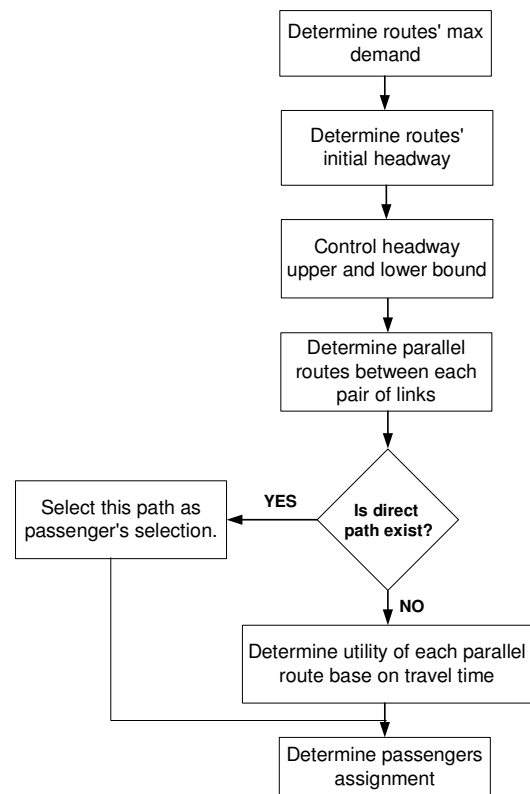 Determine routes' max
demand
Determine routes'
initial headway
Control headway
upper and lower bound
Determine parallel
routes between each
pair of links
Is direct
path exist?
YES
Select this path as
passenger's selection.
NO
Determine utility of each parallel
route base on travel time
Determine passengers
assignment